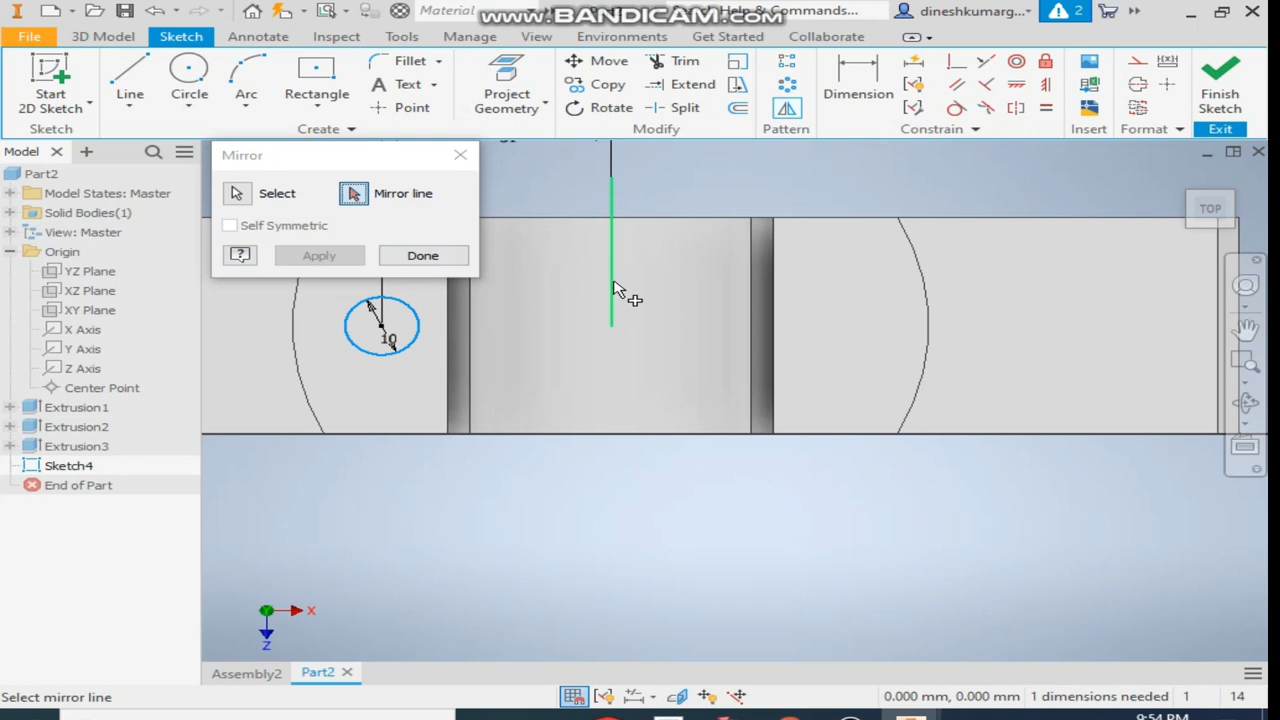 Material
www.BANDICAM.com
Search Help & Commands...
dineshkumarg...
2
File
3D Model
Sketch
Annotate
Inspect
Tools
Manage
View
Environments
Get Started
Collaborate
Start
2D Sketch
Line
Circle
Arc
Rectangle
Fillet
Text
Point
Project
Geometry
Move
Copy
Rotate
Trim
Extend
Split
Dimension
Finish
Sketch
Sketch
Create
Modify
Pattern
Constrain
Insert
Format
Exit
Model
Part2
Model States: Master
Solid Bodies(1)
View: Master
Origin
YZ Plane
XZ Plane
XY Plane
X Axis
Y Axis
Z Axis
Center Point
Extrusion1
Extrusion2
Extrusion3
Sketch4
End of Part
Mirror
Select
Mirror line
Self Symmetric
Apply
Done
TOP
10
X
Z
Assembly2
Part2
Select mirror line
0.000 mm, 0.000 mm
1 dimensions needed
1
14
9:54 PM